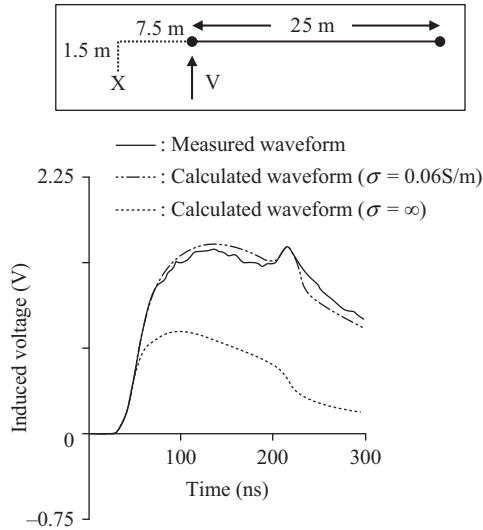 7.5 m
25 m
1.5 m
X
V
: Measured waveform
: Calculated waveform (σ = 0.06S/m)
: Calculated waveform (σ = ∞)
2.25
0
−0.75
Induced voltage (V)
100
200
300
Time (ns)